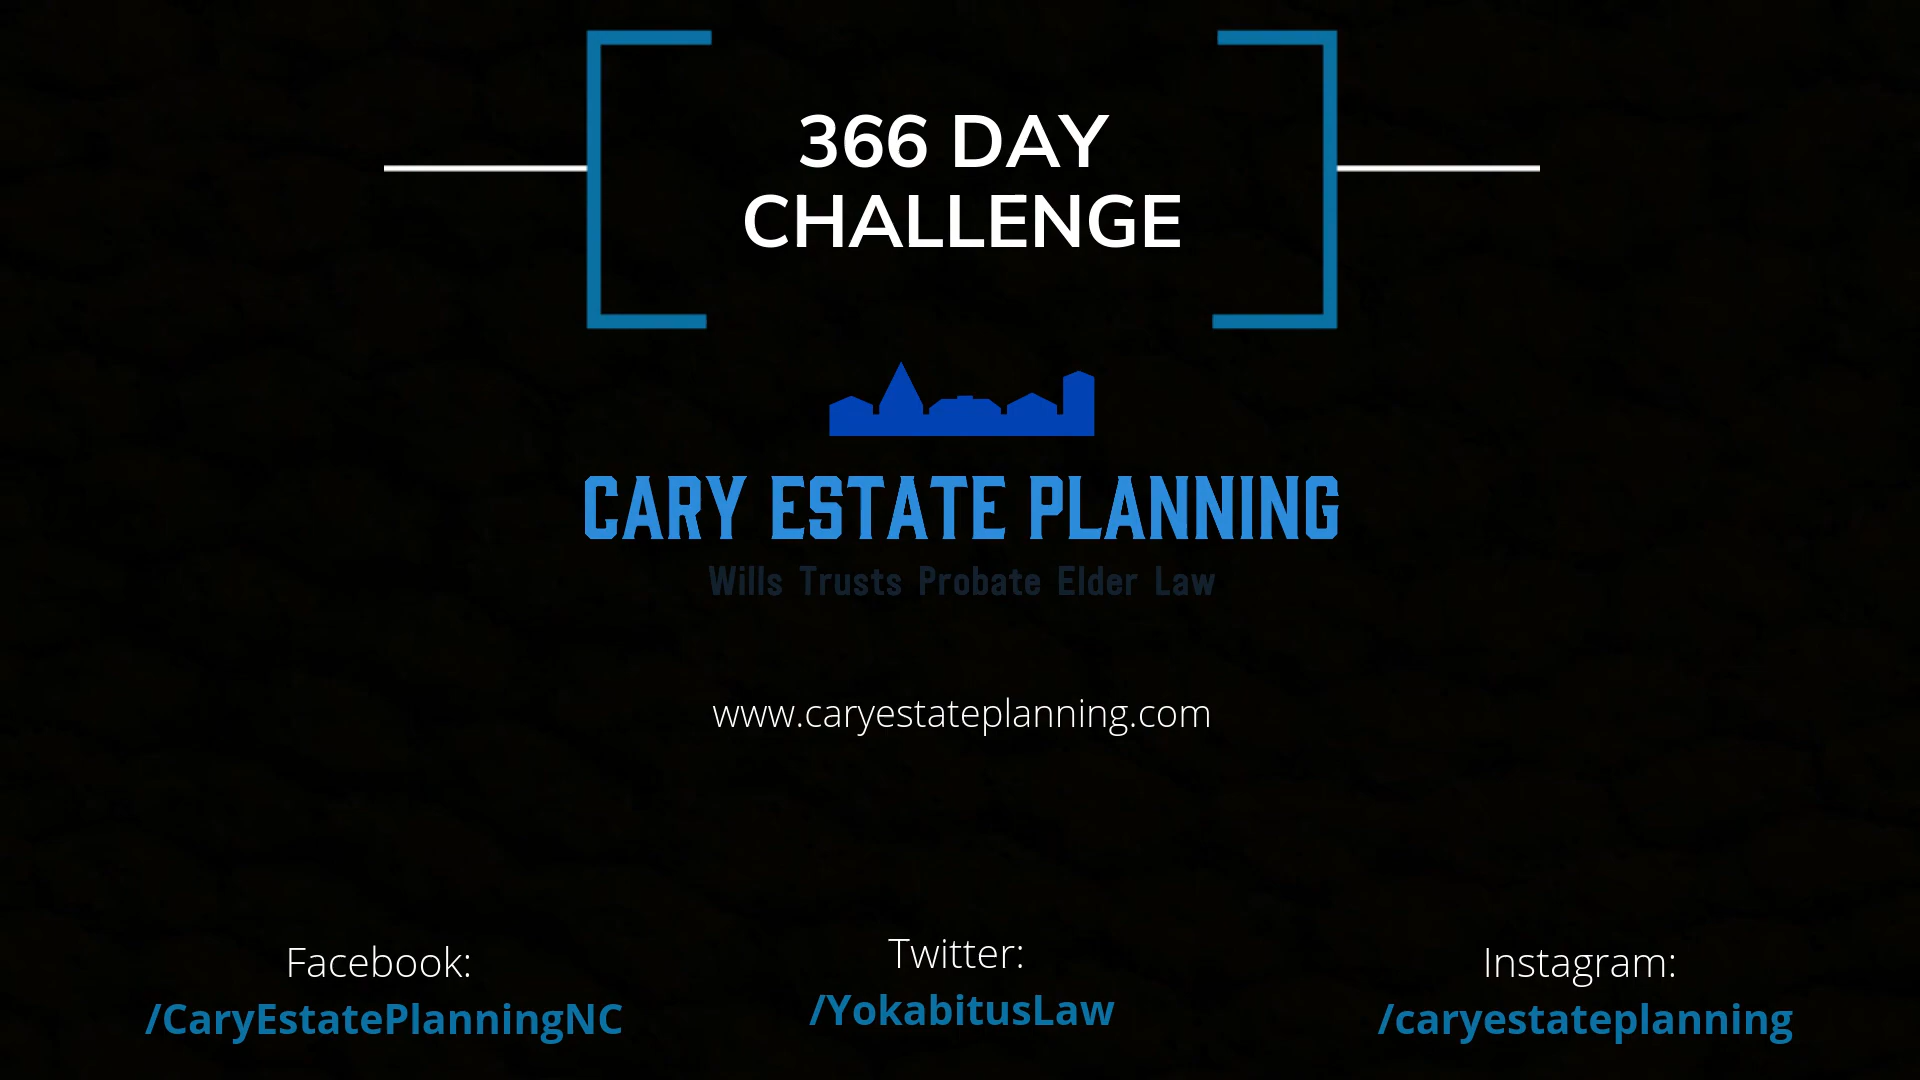 366 DAY
CHALLENGE
CARY ESTATE PLANNING
Wills Trusts Probate Elder Law
www.caryestateplanning.com
Facebook:
/CaryEstatePlanningNC
Twitter:
/YokabitusLaw
Instagram:
/caryestateplanning